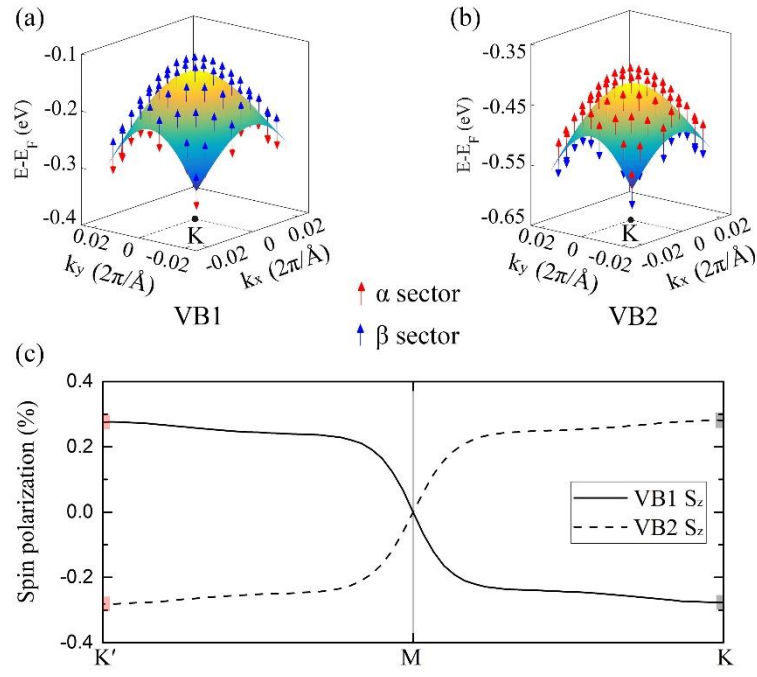 (a)
-0.1
-0.2
-0.3
-0.4
E-E_F (eV)
0.02
0
-0.02
k_y (2π/Å)
-0.02
0
0.02
k_x (2π/Å)
K
VB1
(b)
-0.35
-0.45
-0.55
-0.65
E-E_F (eV)
0.02
0
-0.02
k_y (2π/Å)
-0.02
0
0.02
k_x (2π/Å)
K
VB2
α sector
β sector
(c)
0.4
0.2
0.0
-0.2
-0.4
Spin polarization (%)
VB1 S_z
VB2 S_z
K′
M
K